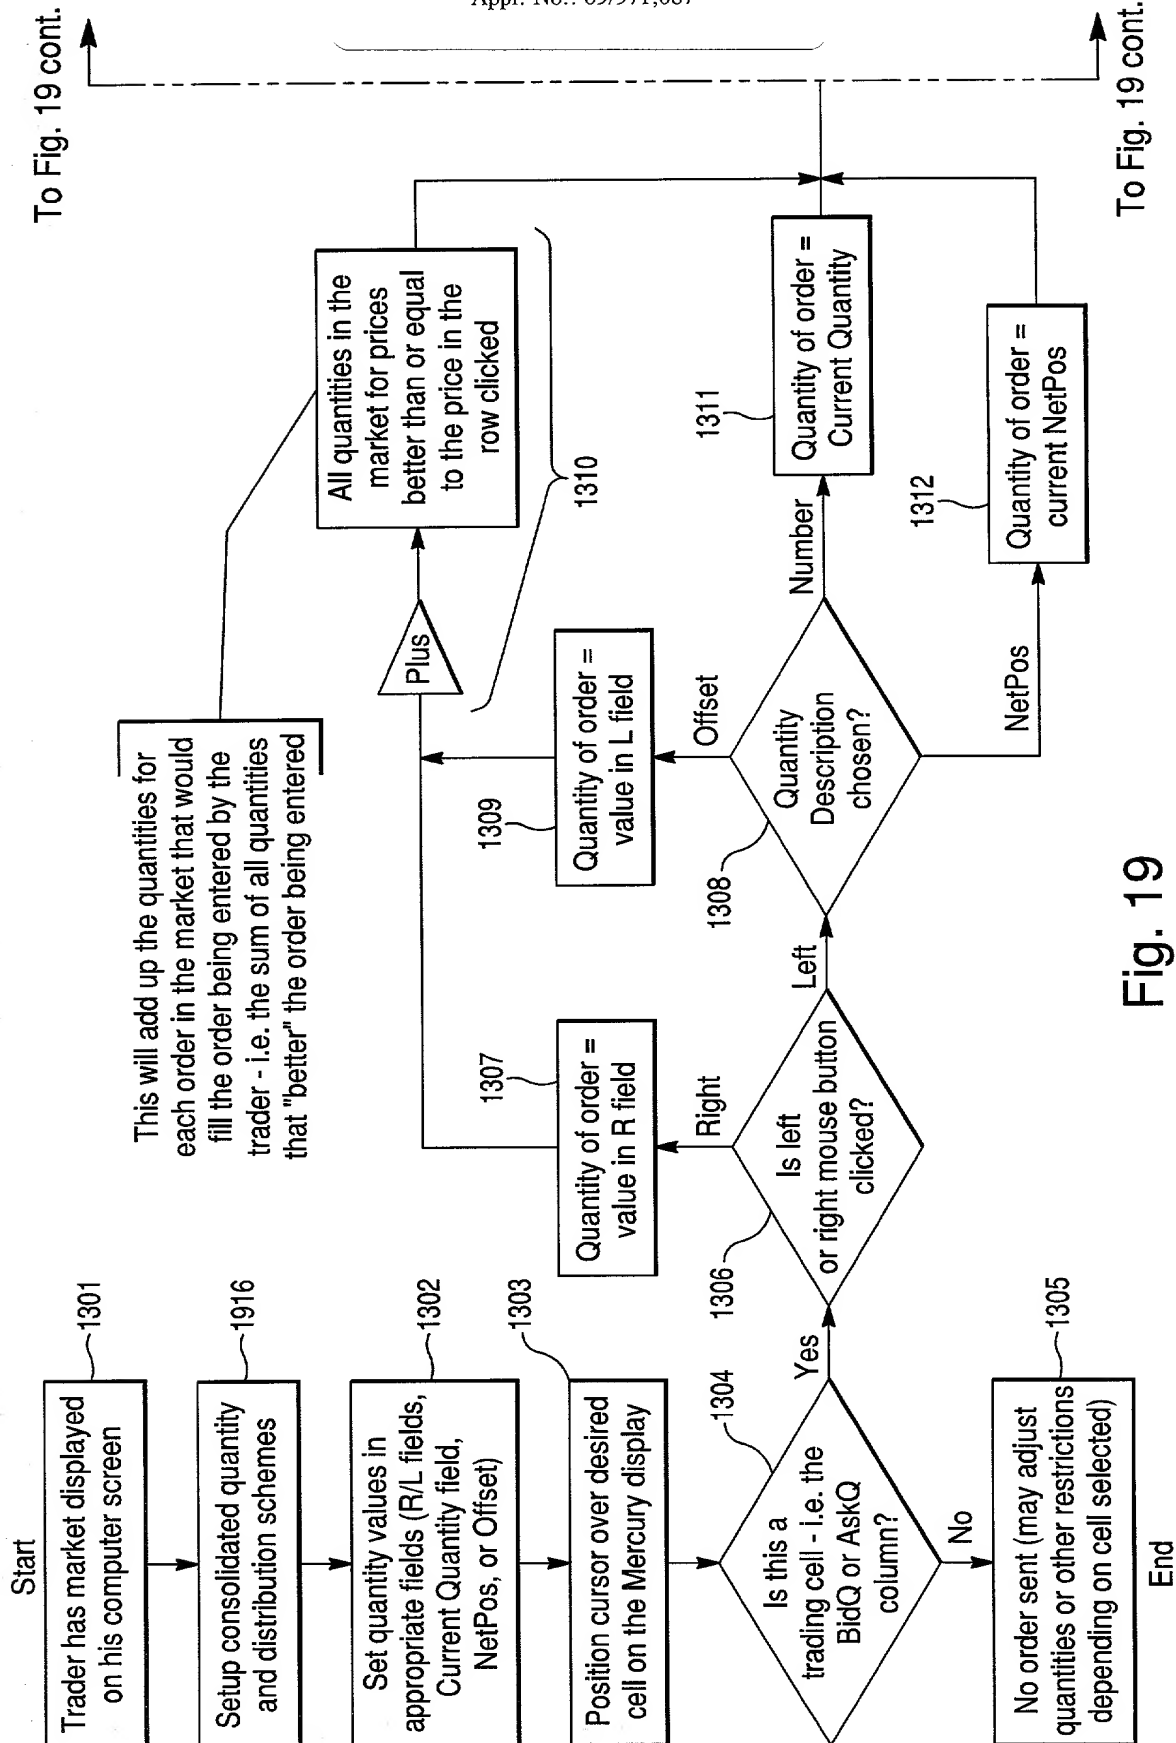 Appl. No.: 09/971,087
To Fig. 19 cont.
To Fig. 19 cont.
Start
Trader has market displayed
on his computer screen
1301
Setup consolidated quantity
and distribution schemes
1916
Set quantity values in
appropriate fields (R/L fields,
Current Quantity field,
NetPos, or Offset)
1302
Position cursor over desired
cell on the Mercury display
1303
Is this a
trading cell - i.e. the
BidQ or AskQ
column?
1304
Yes
No
No order sent (may adjust
quantities or other restrictions
depending on cell selected)
1305
End
Is left
or right mouse button
clicked?
1306
Right
Left
Quantity of order =
value in R field
1307
Quantity
Description
chosen?
1308
Offset
Number
NetPos
Quantity of order =
value in L field
1309
Plus
All quantities in the
market for prices
better than or equal
to the price in the
row clicked
1310
This will add up the quantities for
each order in the market that would
fill the order being entered by the
trader - i.e. the sum of all quantities
that "better" the order being entered
Quantity of order =
Current Quantity
1311
Quantity of order =
current NetPos
1312
Fig. 19